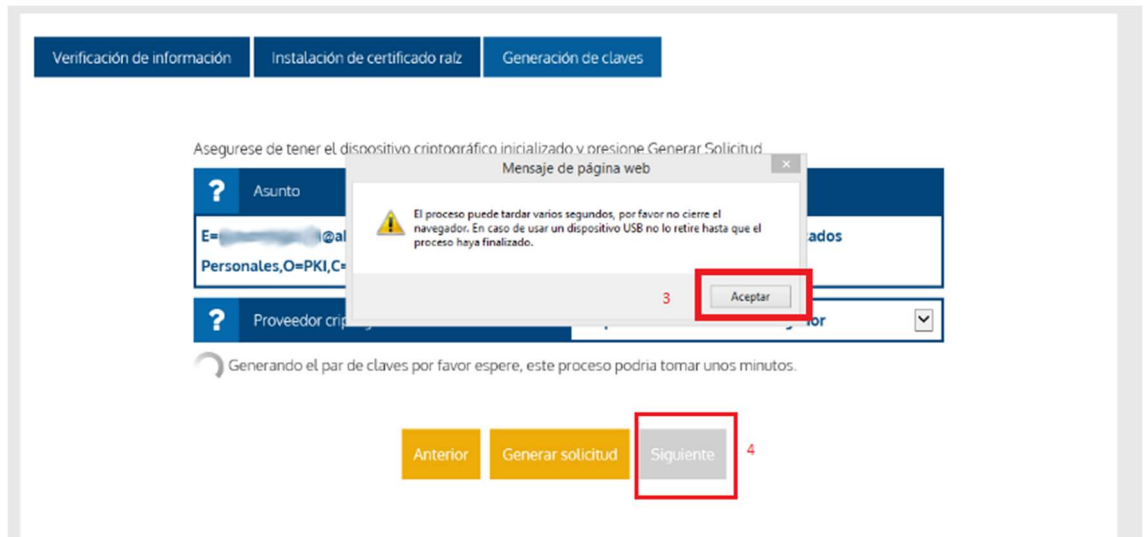 Verificación de información
Instalación de certificado raíz
Generación de claves
Asegurese de tener el dispositivo criptográfico inicializado y presione Generar Solicitud
Mensaje de página web
? Asunto
El proceso puede tardar varios segundos, por favor no cierre el
navegador. En caso de usar un dispositivo USB no lo retire hasta que el
proceso haya finalizado.
E=
Personales,O=PKI,C=
3
Aceptar
? Proveedor
Generando el par de claves por favor espere, este proceso podria tomar unos minutos.
Anterior
Generar solicitud
Siguiente
4